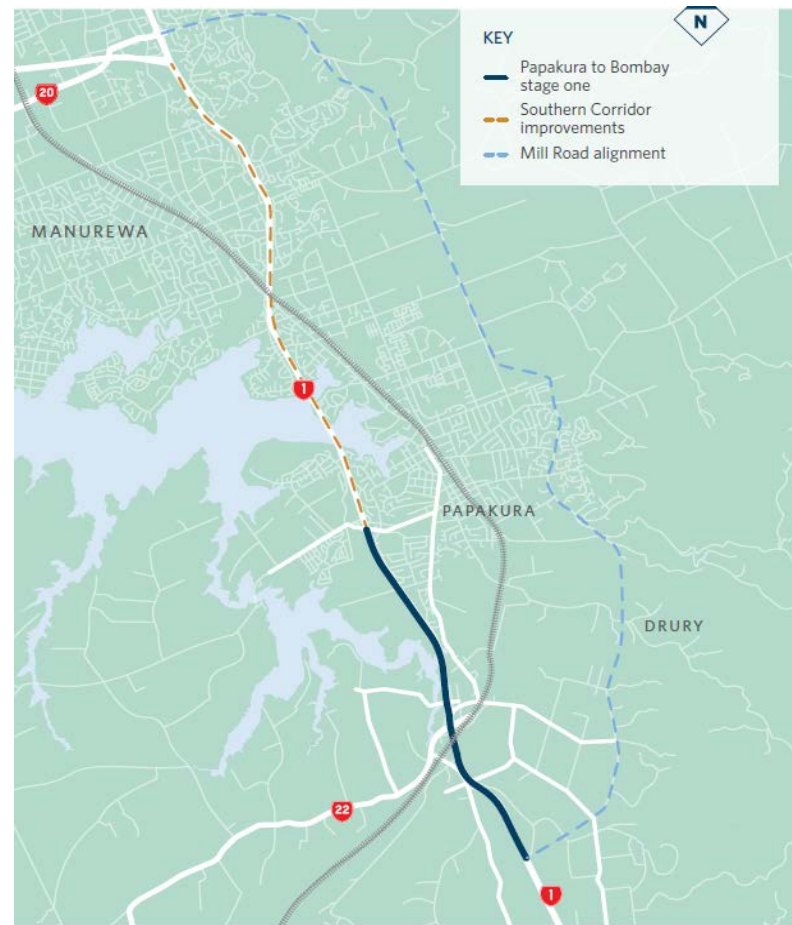 N
KEY
Papakura to Bombay
stage one
Southern Corridor
improvements
Mill Road alignment
20
MANUREWA
1
PAPAKURA
DRURY
22
1